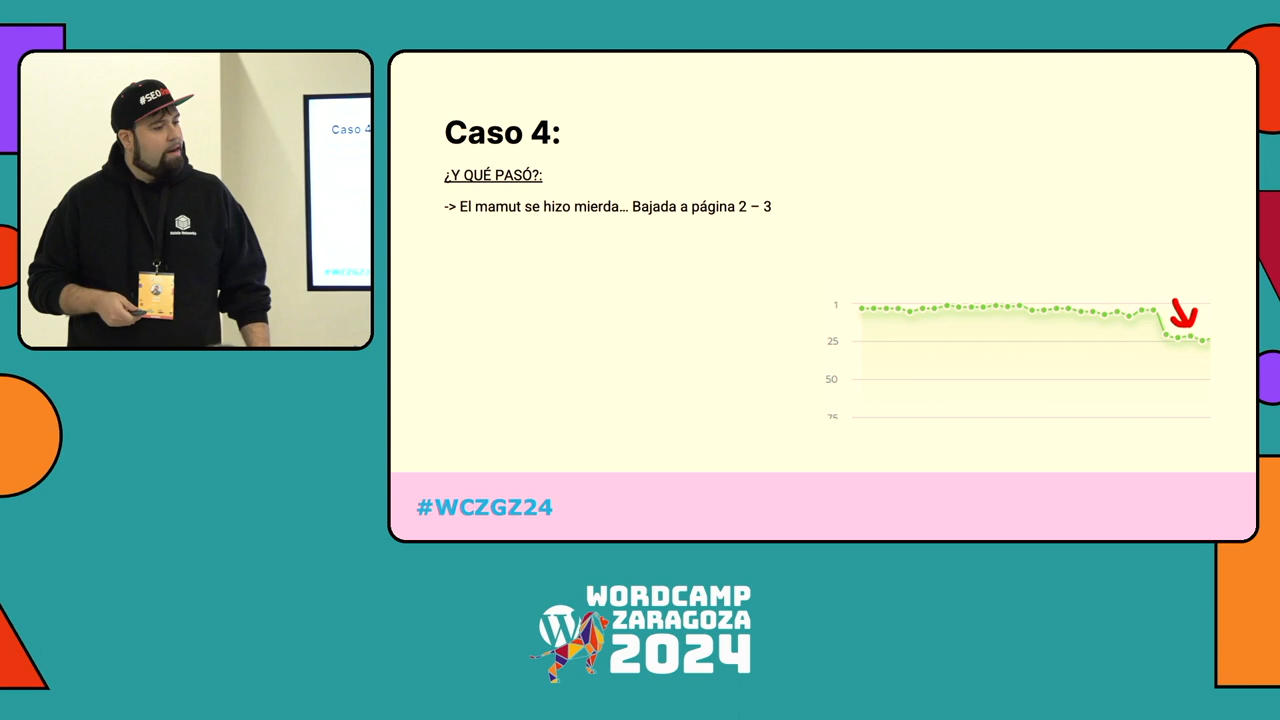 #SEO
Caso 4
#WCZGZ2
Caso 4:
¿Y QUÉ PASÓ?:
-> El mamut se hizo mierda... Bajada a página 2 – 3
1
25
50
75
#WCZGZ24
WORDCAMP
ZARAGOZA
2024